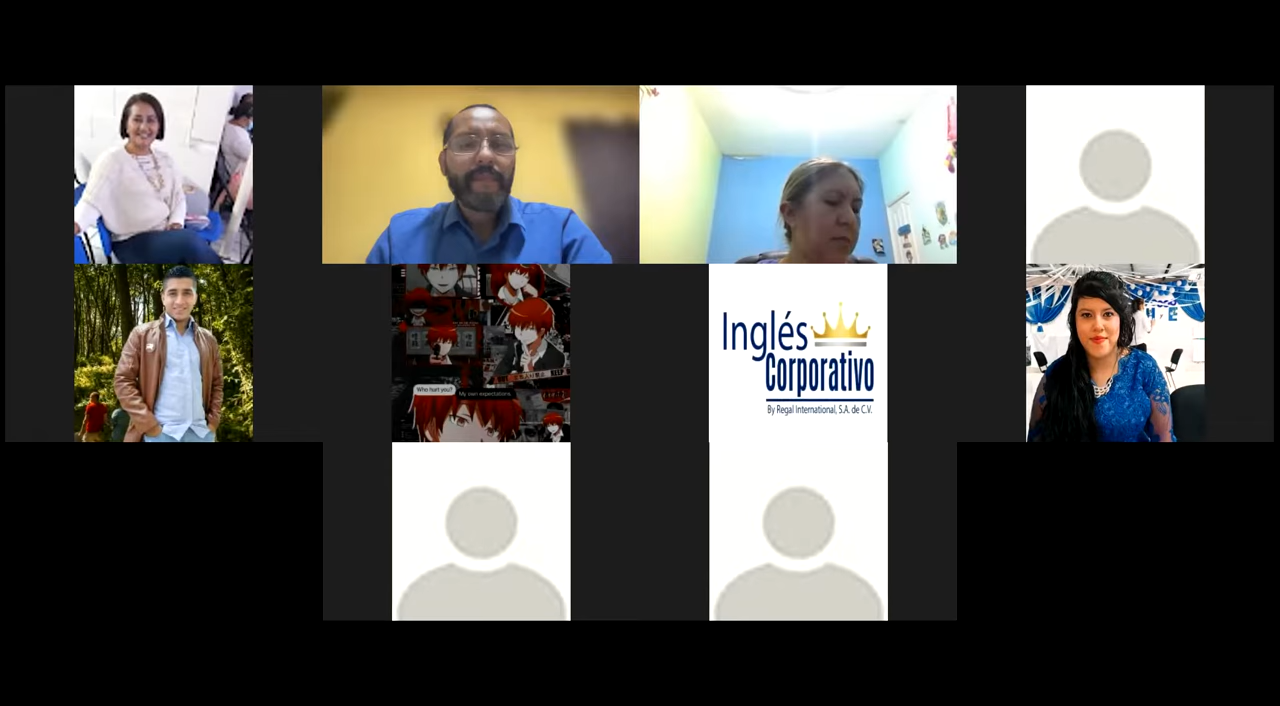 Who hurt you?
My own expectations.
Inglés
Corporativo
By Regal International, S.A. de C.V.